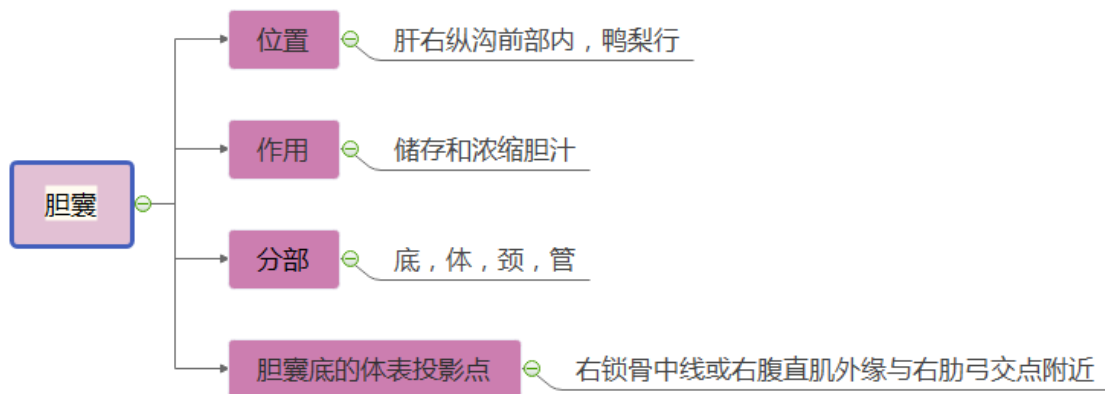 胆囊
位置
肝右纵沟前部内，鸭梨行
作用
储存和浓缩胆汁
分部
底，体，颈，管
胆囊底的体表投影点
右锁骨中线或右腹直肌外缘与右肋弓交点附近